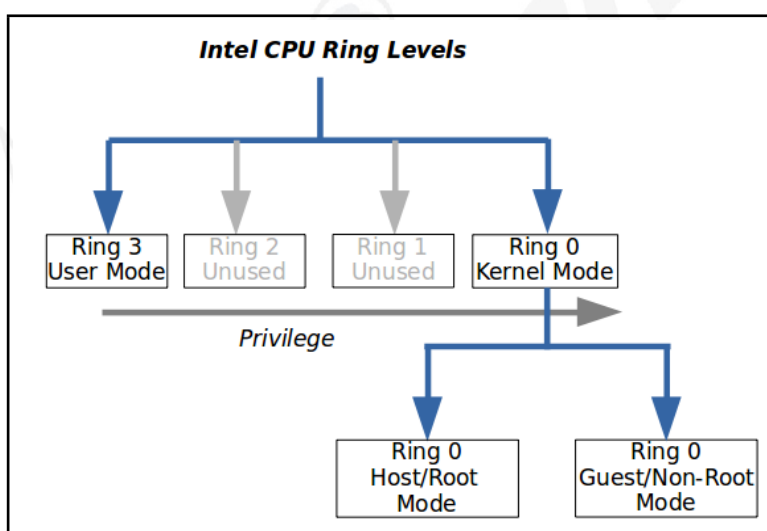 Intel CPU Ring Levels
Ring 3
User Mode
Ring 2
Unused
Ring 1
Unused
Ring 0
Kernel Mode
Privilege
Ring 0
Host/Root
Mode
Ring 0
Guest/Non-Root
Mode